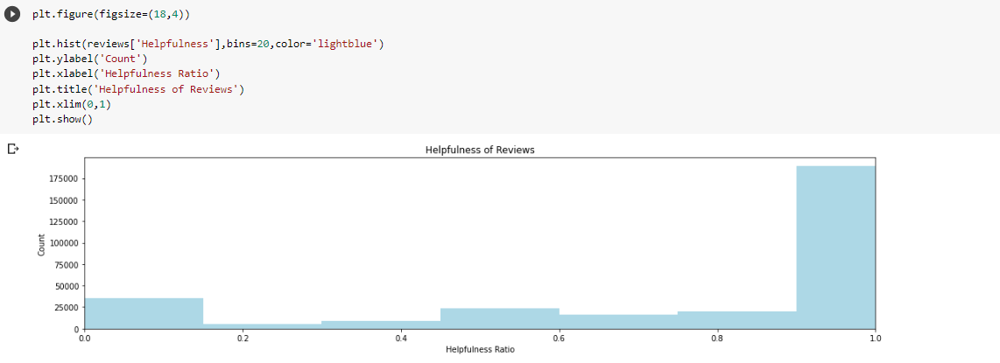 plt.figure(figsize=(18,4))
plt.hist(reviews['Helpfulness'],bins=20,color='lightblue')
plt.ylabel('Count')
plt.xlabel('Helpfulness Ratio')
plt.title('Helpfulness of Reviews')
plt.xlim(0,1)
plt.show()
Helpfulness of Reviews
175000
150000
125000
100000
75000
50000
25000
0
Count
0.0 0.2 0.4 0.6 0.8 1.0
Helpfulness Ratio